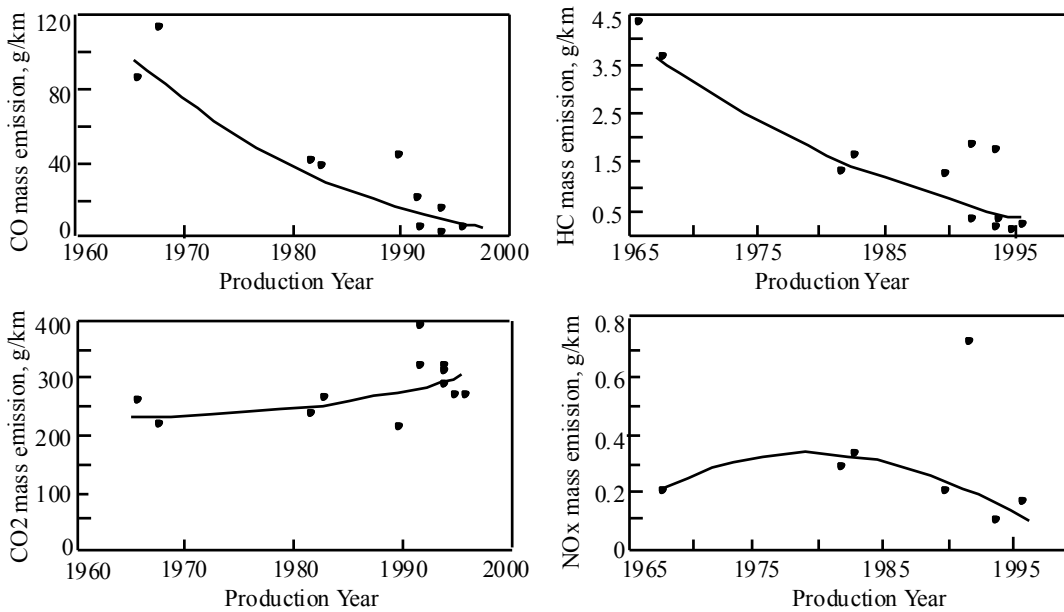 CO mass emission, g/km
120
80
40
0
1960 1970 1980 1990 2000
Production Year
HC mass emission, g/km
4.5
3.5
2.5
1.5
0.5
1965 1975 1985 1995
Production Year
CO2 mass emission, g/km
400
300
200
100
0
1960 1970 1980 1990 2000
Production Year
NOx mass emission, g/km
0.8
0.6
0.4
0.2
0
1965 1975 1985 1995
Production Year